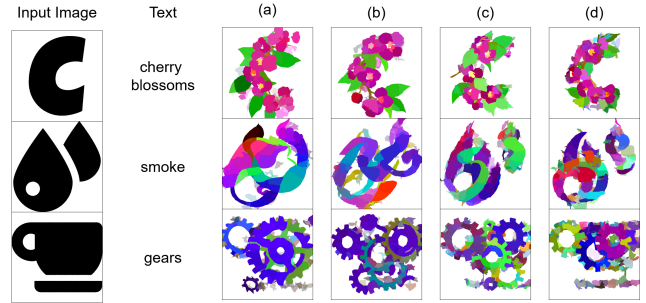 Input Image Text (a) (b) (c) (d)
cherry
blossoms
smoke
gears